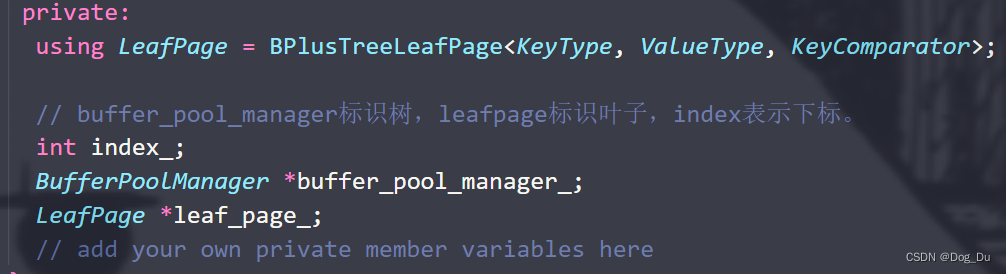 private:
using LeafPage = BPlusTreeLeafPage<KeyType, ValueType, KeyComparator>;
// buffer_pool_manager标识树，leafpage标识叶子，index表示下标。
int index_;
BufferPoolManager *buffer_pool_manager_;
LeafPage *leaf_page_;
// add your own private member variables here
CSDN @Dog_Du